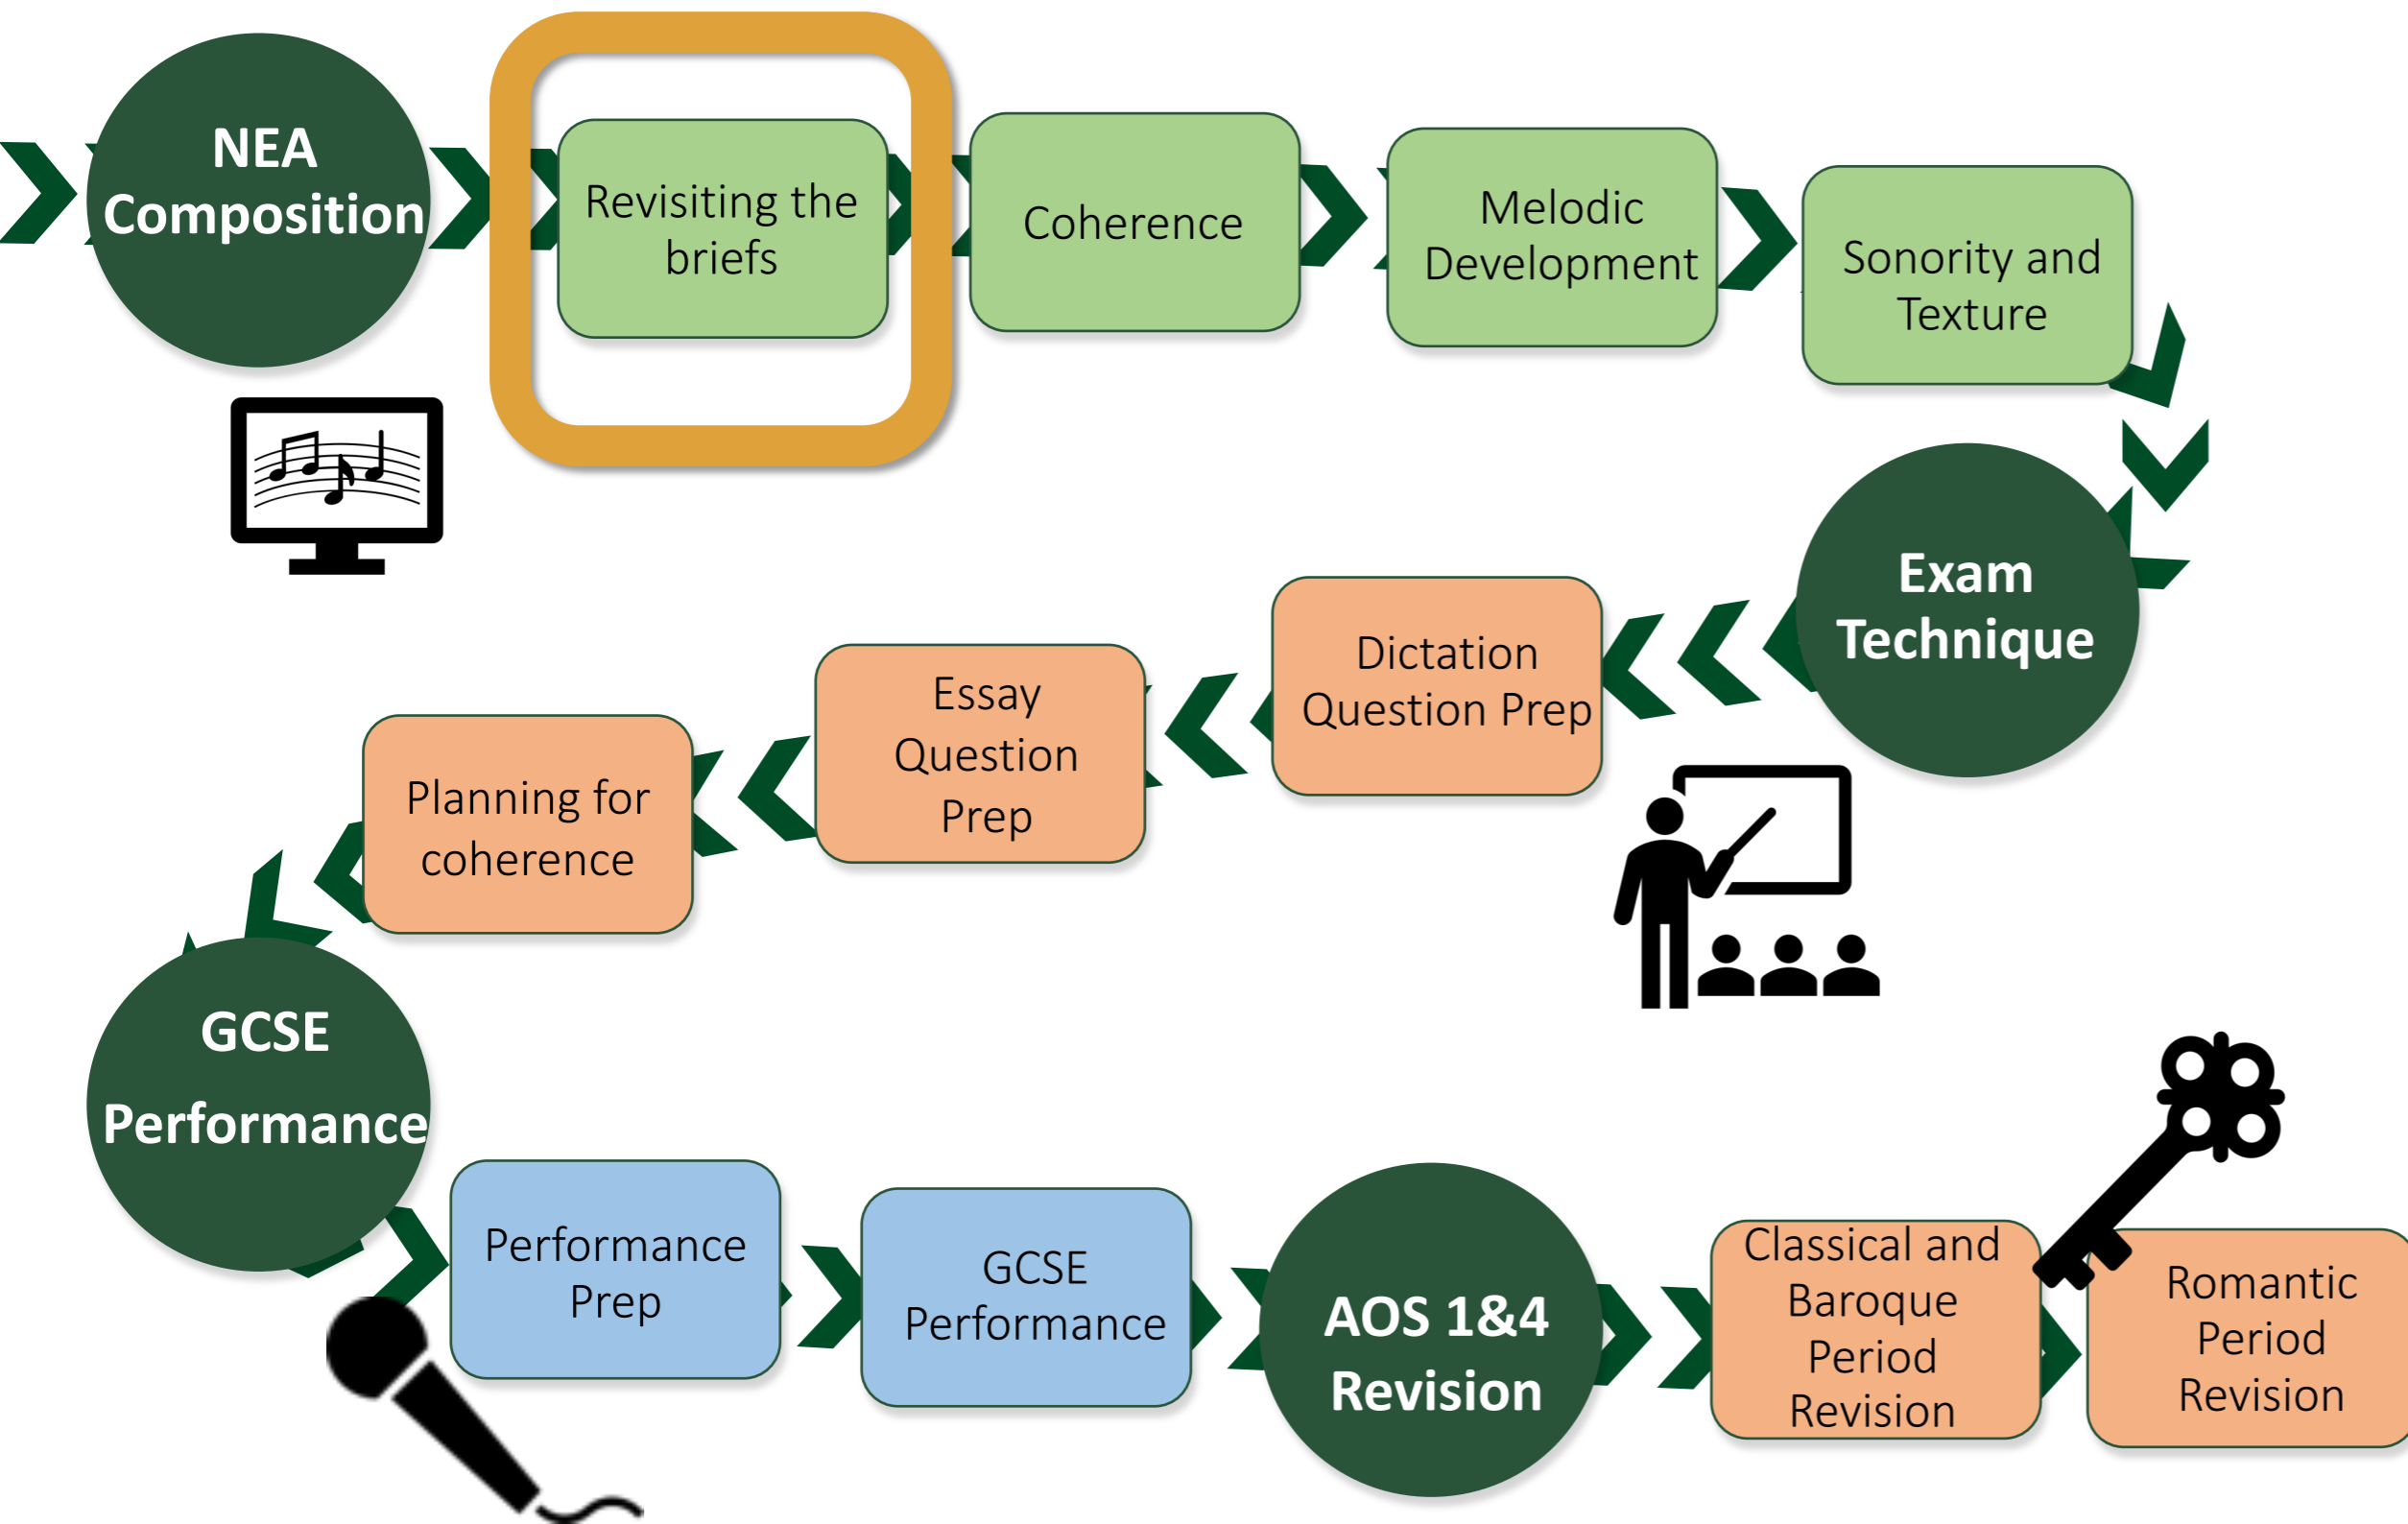 NEA
Composition
Revisiting the
briefs
Coherence
Melodic
Development
Sonority and
Texture
Exam
Technique
Dictation
Question Prep
Essay
Question
Prep
Planning for
coherence
GCSE
Performance
Performance
Prep
GCSE
Performance
AOS 1&4
Revision
Classical and
Baroque
Period
Revision
Romantic
Period
Revision